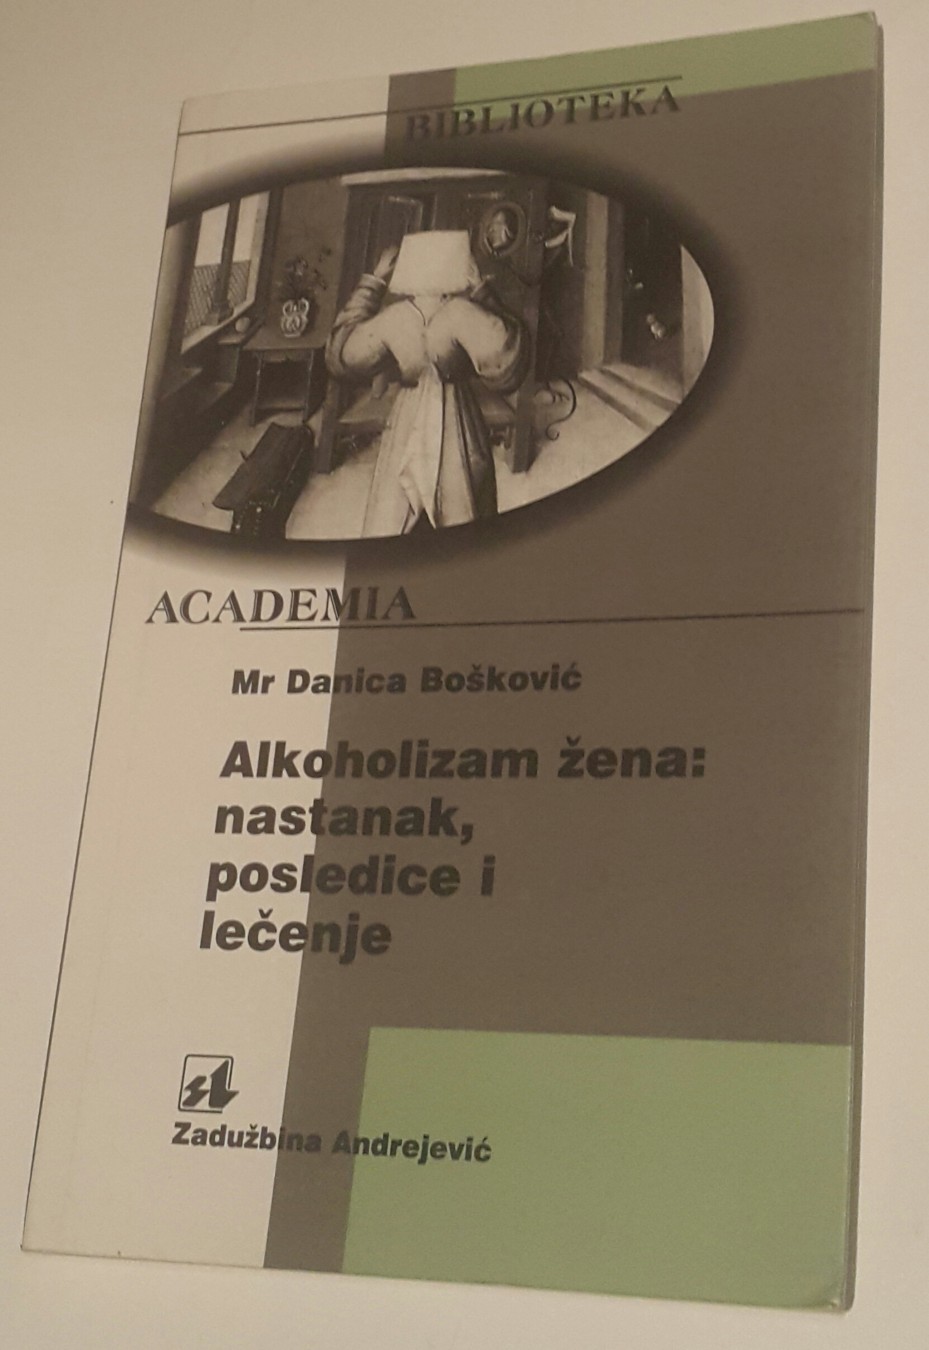 BIBLIOTEKA
ACADEMIA
Mr Danica Bošković
Alkoholizam žena:
nastanak,
posledice i
lečenje
Zadužbina Andrejević